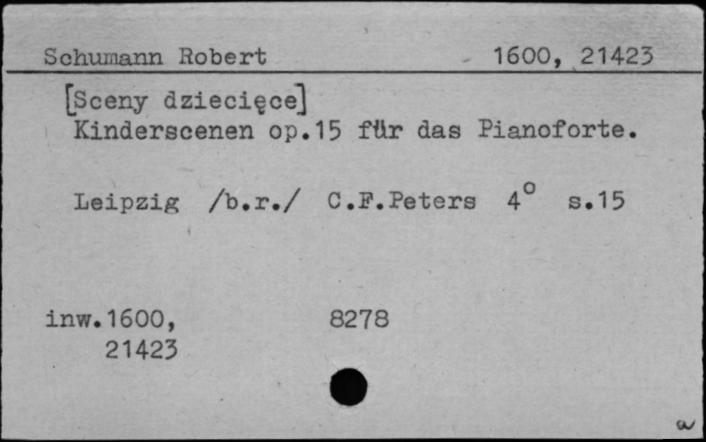 Schumann Robert - 1600, 21423
[Sceny dziecięce]
Kinderscenen op.15 für das Pianoforte.
Leipzig /b.r./ C.F.Peters 4° s.15
inw.1600, 8278
21423